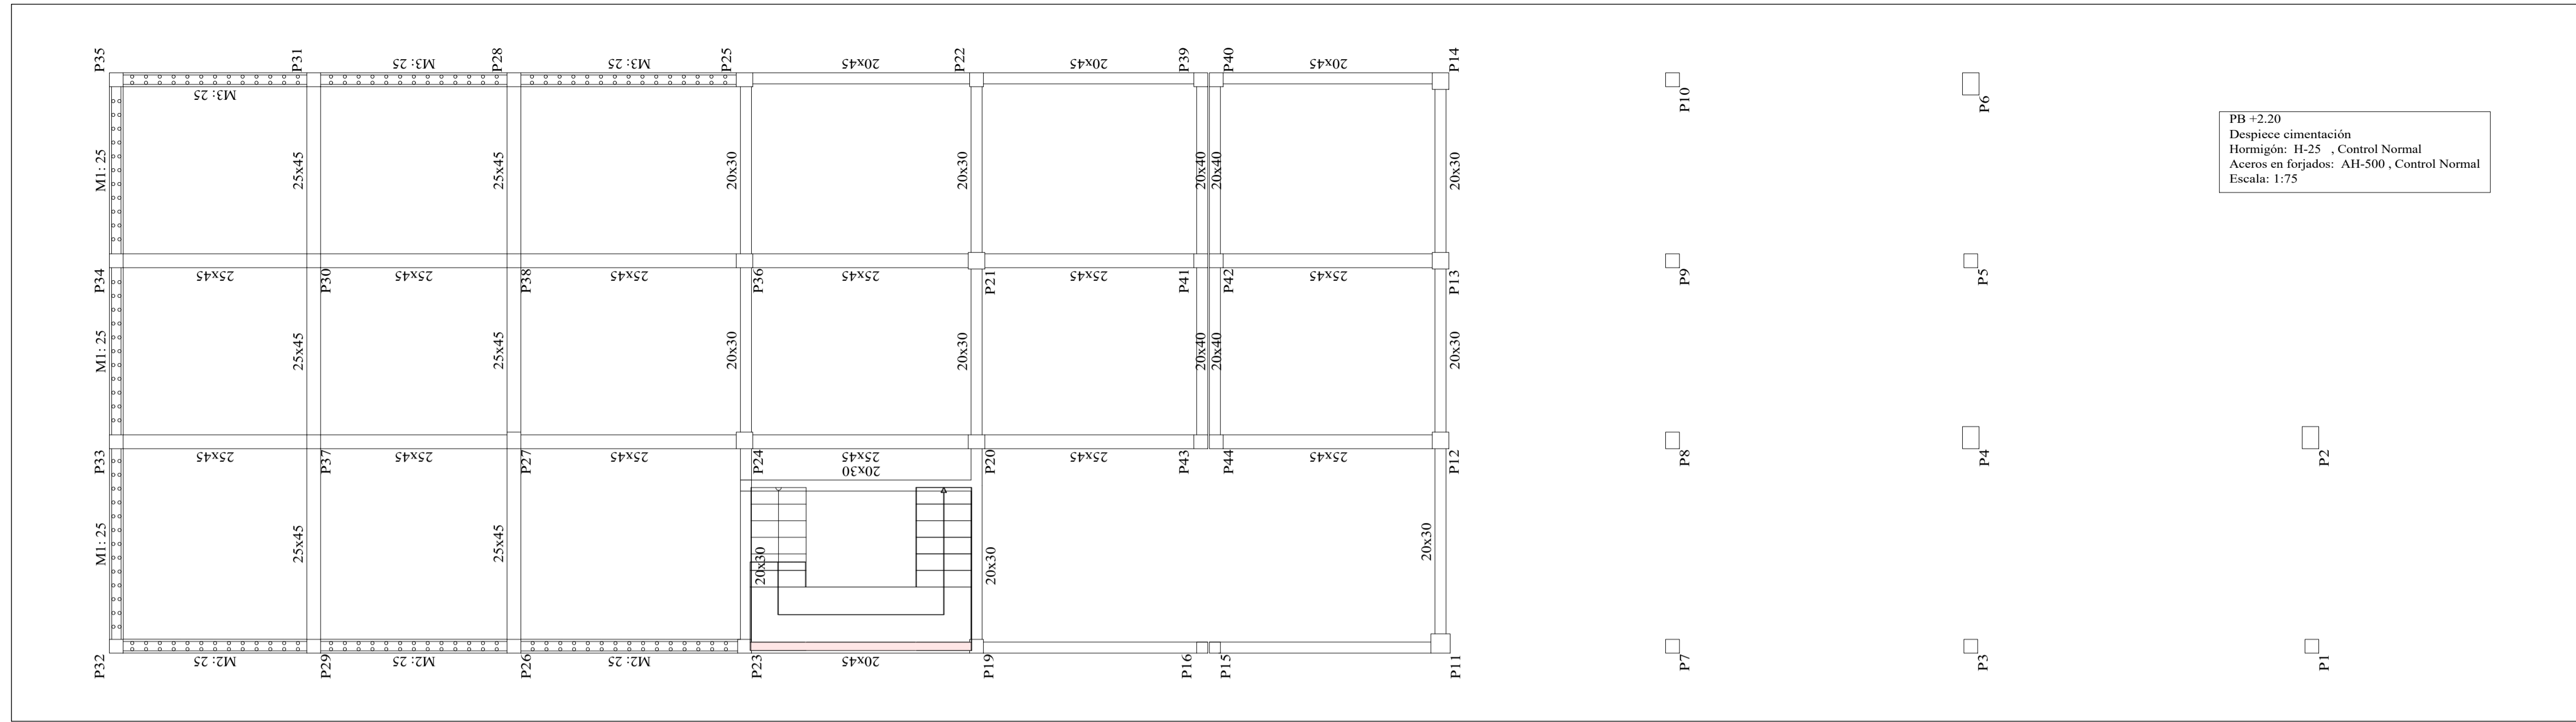 P35
P31
M3: 25
P28
M3: 25
P25
20x45
P22
20x45
P39
P40
20x45
P14
M3: 25
P10
P6
PB +2.20
Despiece cimentación
Hormigón: H-25 , Control Normal
Aceros en forjados: AH-500 , Control Normal
Escala: 1:75
M1: 25
25x45
25x45
20x30
20x30
20x40
20x40
20x30
P34
25x45
P30
25x45
P38
25x45
P36
25x45
P21
25x45
P41
P42
25x45
P13
P9
P5
M1: 25
25x45
25x45
20x30
20x30
20x40
20x40
20x30
P33
25x45
P37
25x45
P27
25x45
P24
25x45
20x30
P20
25x45
P43
P44
25x45
P12
P8
P4
P2
M1: 25
25x45
25x45
20x30
20x30
20x30
P32
M2: 25
P29
M2: 25
P26
M2: 25
P23
20x45
P19
P16
P15
P11
P7
P3
P1